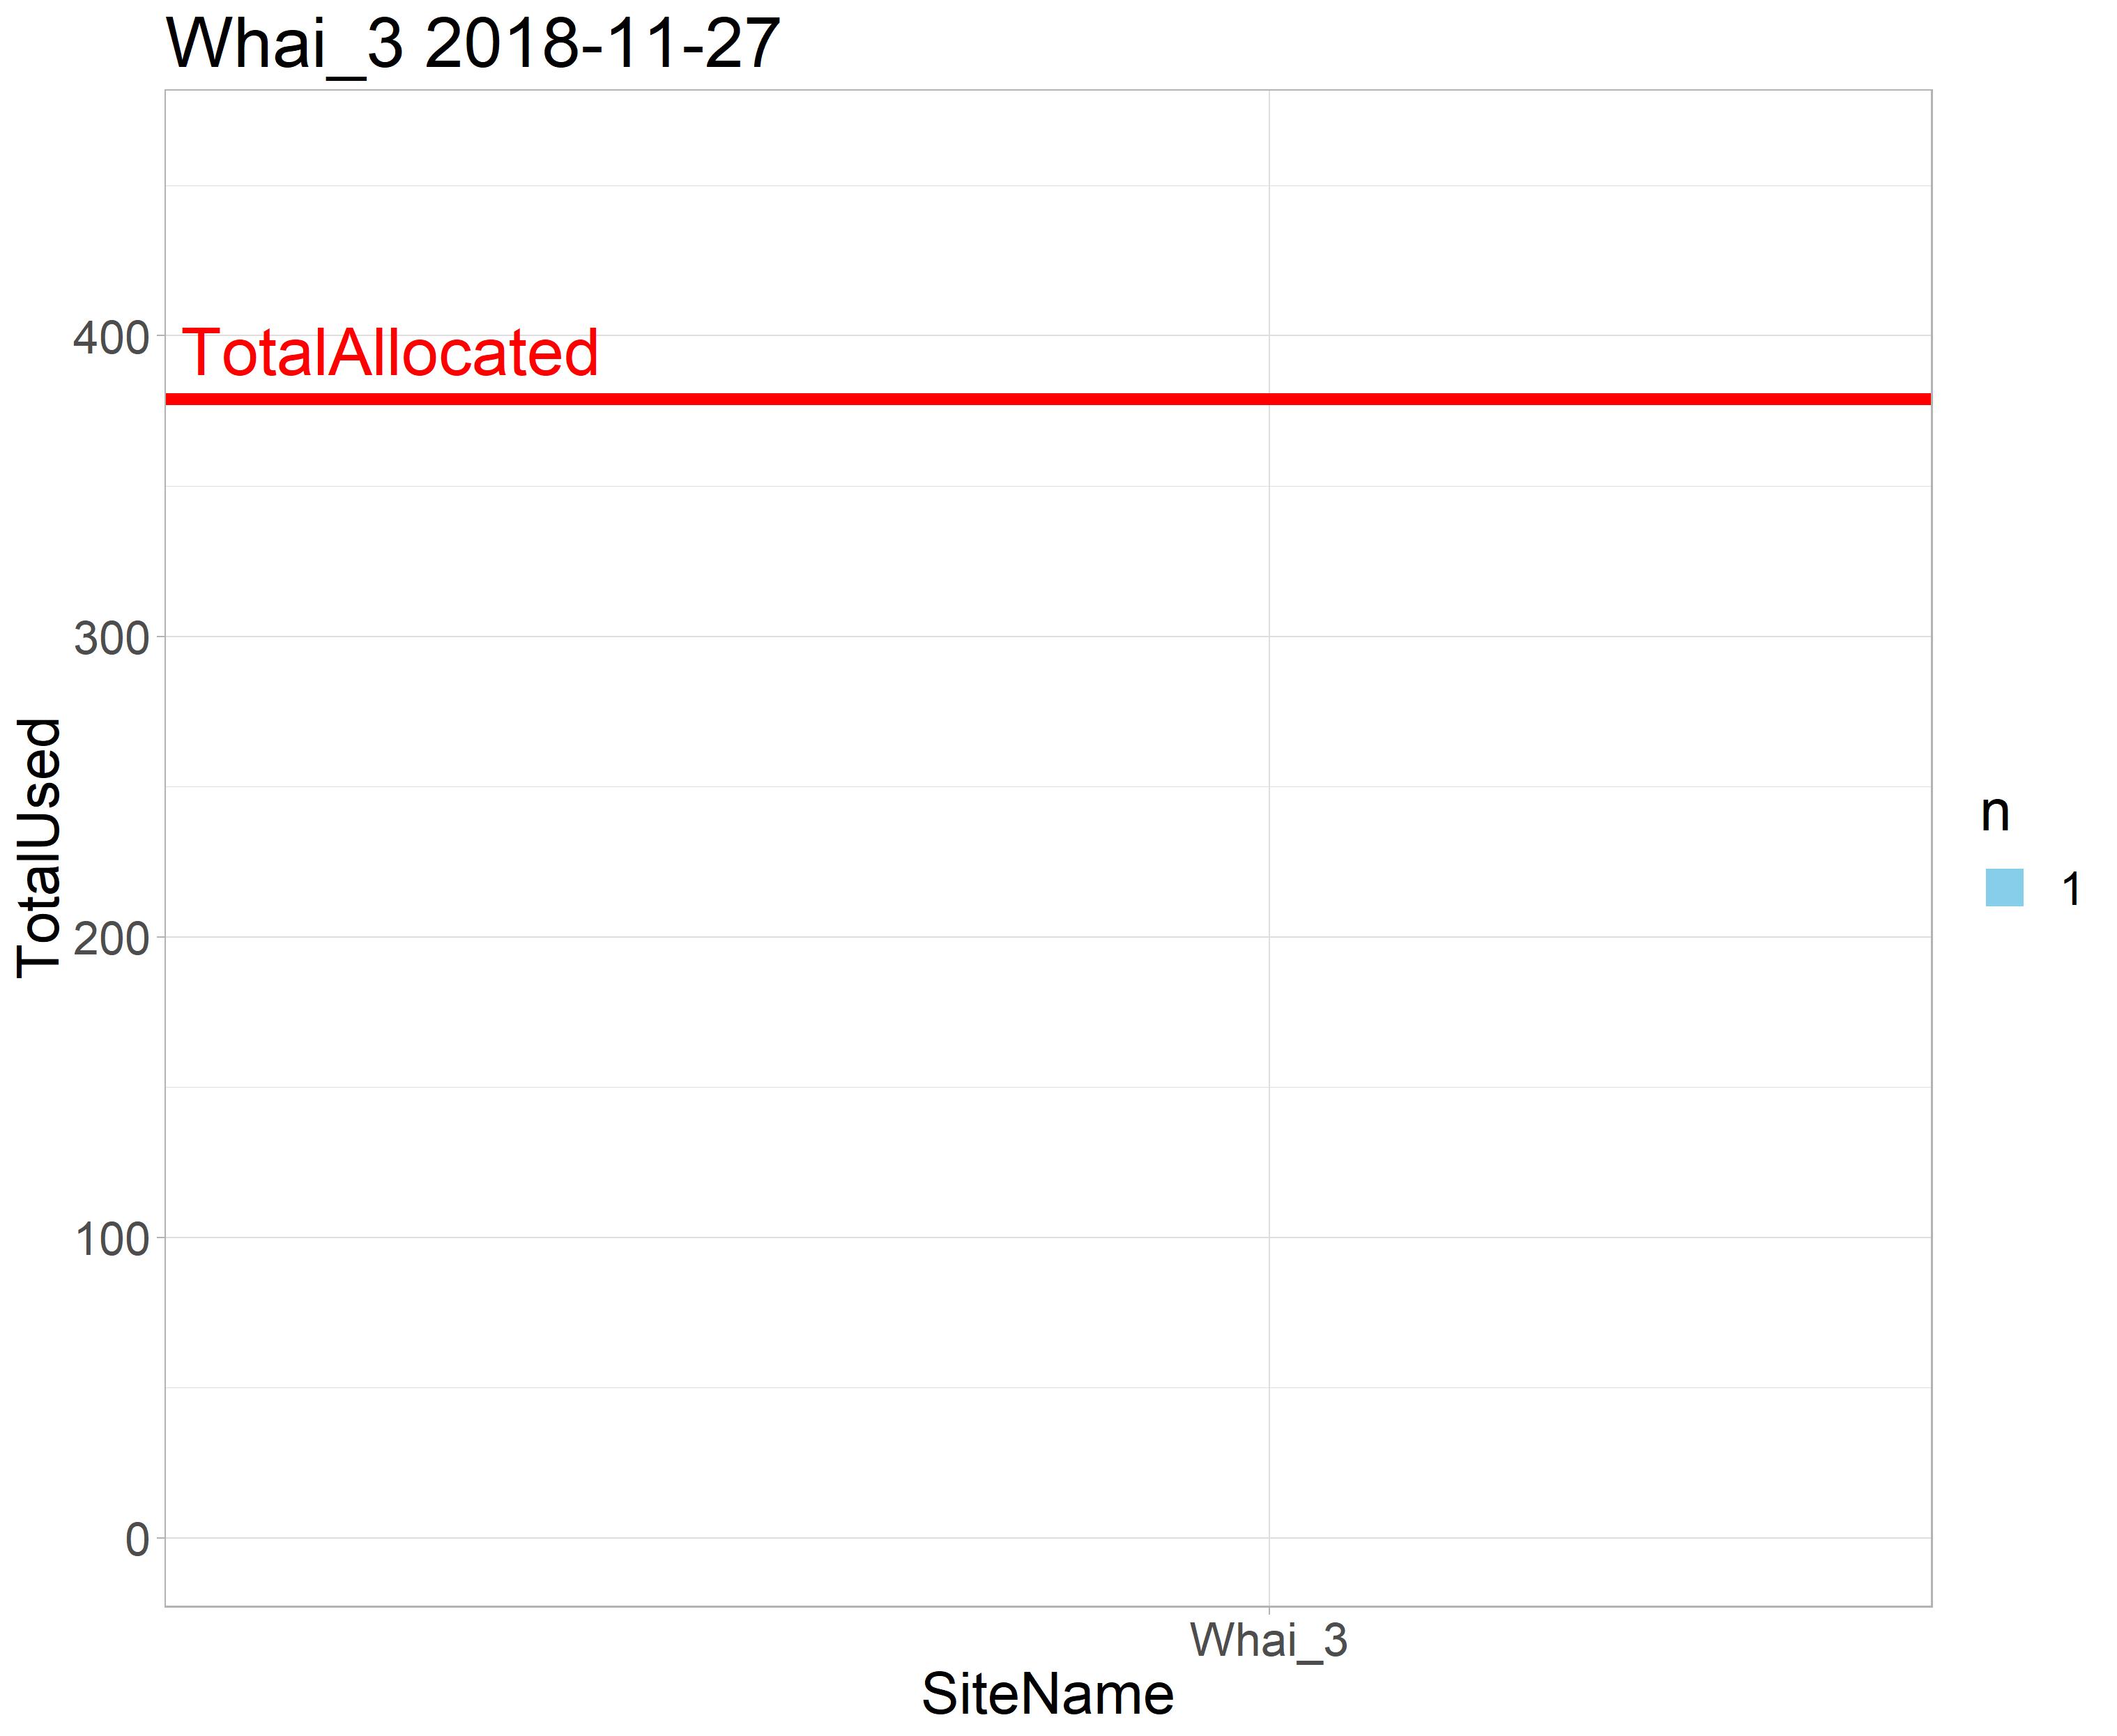 Whai_3 2018-11-27
TotalAllocated
400
300
200
100
0
TotalUsed
Whai_3
SiteName
n
1